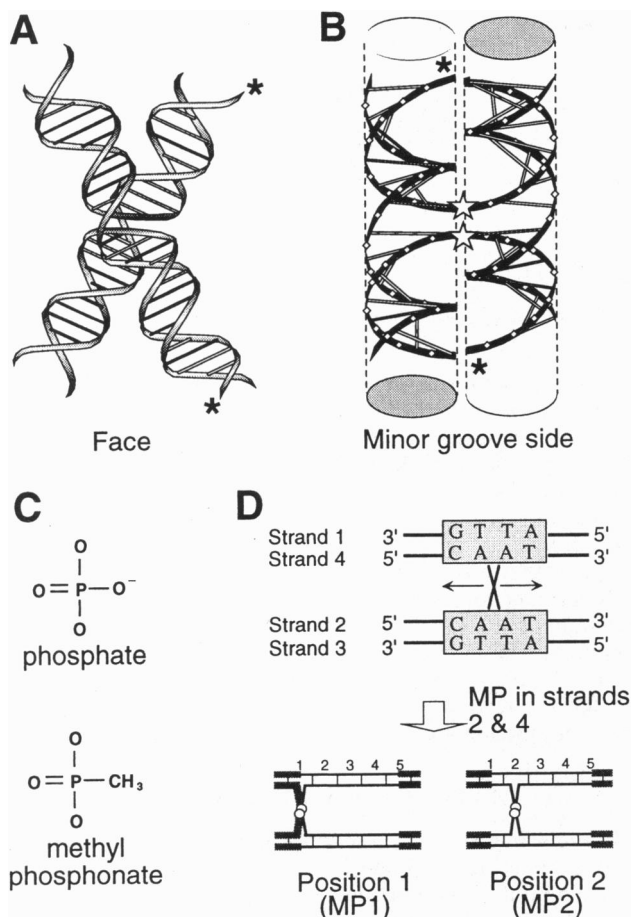 A
B
*
*
*
*
Face
Minor groove side
C
O
O=P–O⁻
O
phosphate
O
O=P–CH₃
O
methyl
phosphonate
D
Strand 1 3' G T T A 5'
Strand 4 5' C A A T 3'
Strand 2 5' C A A T 3'
Strand 3 3' G T T A 5'
MP in strands
2 & 4
1 2 3 4 5
1 2 3 4 5
Position 1
(MP1)
Position 2
(MP2)